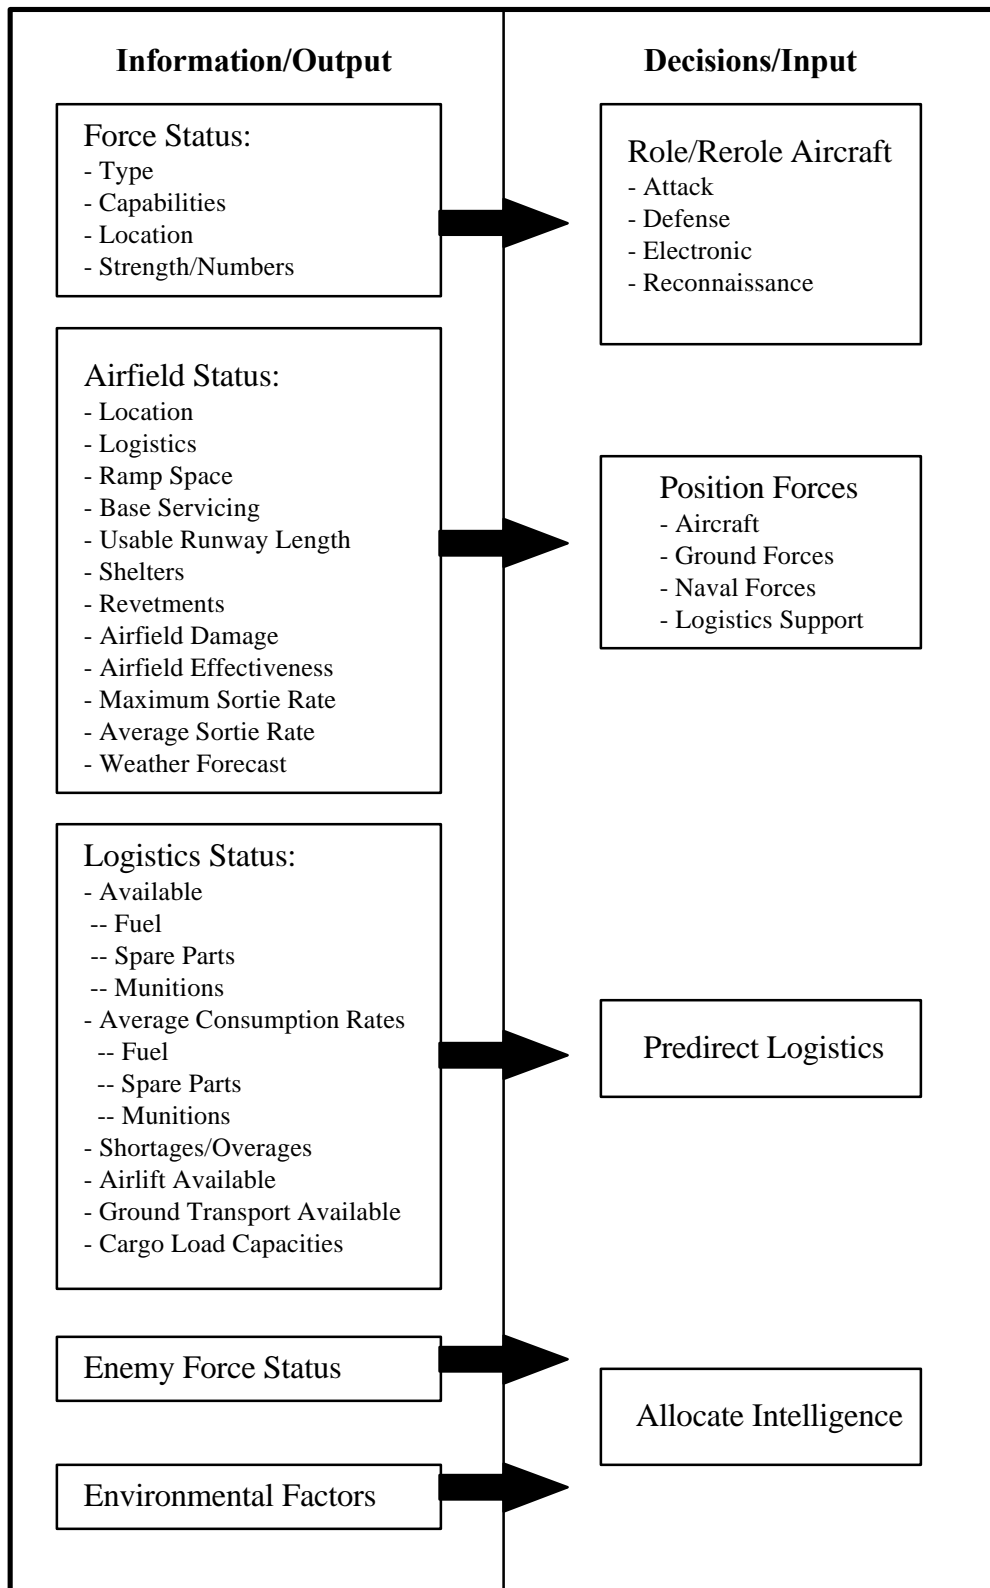 Information/Output
Decisions/Input
Force Status:
- Type
- Capabilities
- Location
- Strength/Numbers
Role/Rerole Aircraft
- Attack
- Defense
- Electronic
- Reconnaissance
Airfield Status:
- Location
- Logistics
- Ramp Space
- Base Servicing
- Usable Runway Length
- Shelters
- Revetments
- Airfield Damage
- Airfield Effectiveness
- Maximum Sortie Rate
- Average Sortie Rate
- Weather Forecast
Position Forces
- Aircraft
- Ground Forces
- Naval Forces
- Logistics Support
Logistics Status:
- Available
-- Fuel
-- Spare Parts
-- Munitions
- Average Consumption Rates
-- Fuel
-- Spare Parts
-- Munitions
- Shortages/Overages
- Airlift Available
- Ground Transport Available
- Cargo Load Capacities
Predirect Logistics
Enemy Force Status
Environmental Factors
Allocate Intelligence